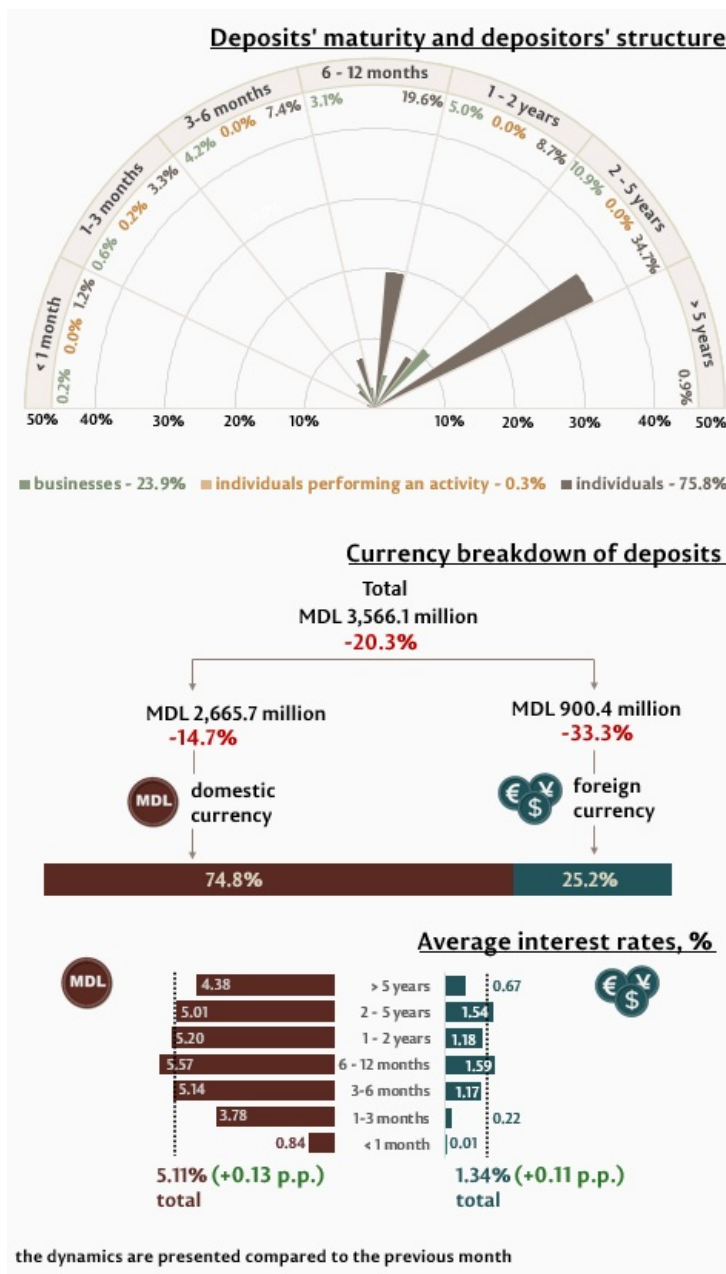 Deposits' maturity and depositors' structure
< 1 month
0.2% 0.0% 1.2%
1-3 months
0.6% 0.2% 3.3%
3-6 months
4.2% 0.0% 7.4%
6 - 12 months
3.1% 19.6%
1 - 2 years
5.0% 0.0% 8.7%
2 - 5 years
10.9% 0.0% 34.7%
> 5 years
0.9%
50% 40% 30% 20% 10% 10% 20% 30% 40% 50%
businesses - 23.9% individuals performing an activity - 0.3% individuals - 75.8%
Currency breakdown of deposits
Total
MDL 3,566.1 million
-20.3%
MDL 2,665.7 million
-14.7%
MDL
domestic
currency
MDL 900.4 million
-33.3%
€ ¥
$
foreign
currency
74.8% 25.2%
Average interest rates, %
MDL
€ ¥
$
4.38 > 5 years 0.67
5.01 2 - 5 years 1.54
5.20 1 - 2 years 1.18
5.57 6 - 12 months 1.59
5.14 3-6 months 1.17
3.78 1-3 months 0.22
0.84 < 1 month 0.01
5.11% (+0.13 p.p.)
total
1.34% (+0.11 p.p.)
total
the dynamics are presented compared to the previous month